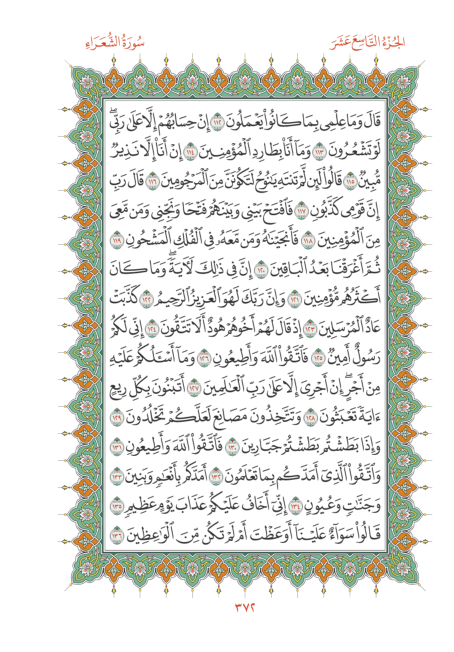 الجُزْءُ التَّاسِعَ عَشَرَ
سُورَةُ الشُّعَرَاءِ
قَالَ وَمَا عِلْمِى بِمَا كَانُوا۟ يَعْمَلُونَ ١١٢ إِنْ حِسَابُهُمْ إِلَّا عَلَىٰ رَبِّىۖ
لَوْ تَشْعُرُونَ ١١٣ وَمَآ أَنَا۠ بِطَارِدِ ٱلْمُؤْمِنِينَ ١١٤ إِنْ أَنَا۠ إِلَّا نَذِيرٌ
مُّبِينٌ ١١٥ قَالُوا۟ لَئِن لَّمْ تَنتَهِ يَٰنُوحُ لَتَكُونَنَّ مِنَ ٱلْمَرْجُومِينَ ١١٦ قَالَ رَبِّ
إِنَّ قَوْمِى كَذَّبُونِ ١١٧ فَٱفْتَحْ بَيْنِى وَبَيْنَهُمْ فَتْحًا وَنَجِّنِى وَمَن مَّعِىَ
مِنَ ٱلْمُؤْمِنِينَ ١١٨ فَأَنجَيْنَٰهُ وَمَن مَّعَهُۥ فِى ٱلْفُلْكِ ٱلْمَشْحُونِ ١١٩
ثُمَّ أَغْرَقْنَا بَعْدُ ٱلْبَاقِينَ ١٢٠ إِنَّ فِى ذَٰلِكَ لَـَٔايَةًۖ وَمَا كَانَ
أَكْثَرُهُم مُّؤْمِنِينَ ١٢١ وَإِنَّ رَبَّكَ لَهُوَ ٱلْعَزِيزُ ٱلرَّحِيمُ ١٢٢ كَذَّبَتْ
عَادٌ ٱلْمُرْسَلِينَ ١٢٣ إِذْ قَالَ لَهُمْ أَخُوهُمْ هُودٌ أَلَا تَتَّقُونَ ١٢٤ إِنِّى لَكُمْ
رَسُولٌ أَمِينٌ ١٢٥ فَٱتَّقُوا۟ ٱللَّهَ وَأَطِيعُونِ ١٢٦ وَمَآ أَسْـَٔلُكُمْ عَلَيْهِ
مِنْ أَجْرٍۖ إِنْ أَجْرِىَ إِلَّا عَلَىٰ رَبِّ ٱلْعَٰلَمِينَ ١٢٧ أَتَبْنُونَ بِكُلِّ رِيعٍ
ءَايَةً تَعْبَثُونَ ١٢٨ وَتَتَّخِذُونَ مَصَانِعَ لَعَلَّكُمْ تَخْلُدُونَ ١٢٩
وَإِذَا بَطَشْتُم بَطَشْتُمْ جَبَّارِينَ ١٣٠ فَٱتَّقُوا۟ ٱللَّهَ وَأَطِيعُونِ ١٣١
وَٱتَّقُوا۟ ٱلَّذِىٓ أَمَدَّكُم بِمَا تَعْلَمُونَ ١٣٢ أَمَدَّكُم بِأَنْعَٰمٍ وَبَنِينَ ١٣٣
وَجَنَّٰتٍ وَعُيُونٍ ١٣٤ إِنِّىٓ أَخَافُ عَلَيْكُمْ عَذَابَ يَوْمٍ عَظِيمٍ ١٣٥
قَالُوا۟ سَوَآءٌ عَلَيْنَآ أَوَعَظْتَ أَمْ لَمْ تَكُن مِّنَ ٱلْوَٰعِظِينَ ١٣٦
٣٧٢